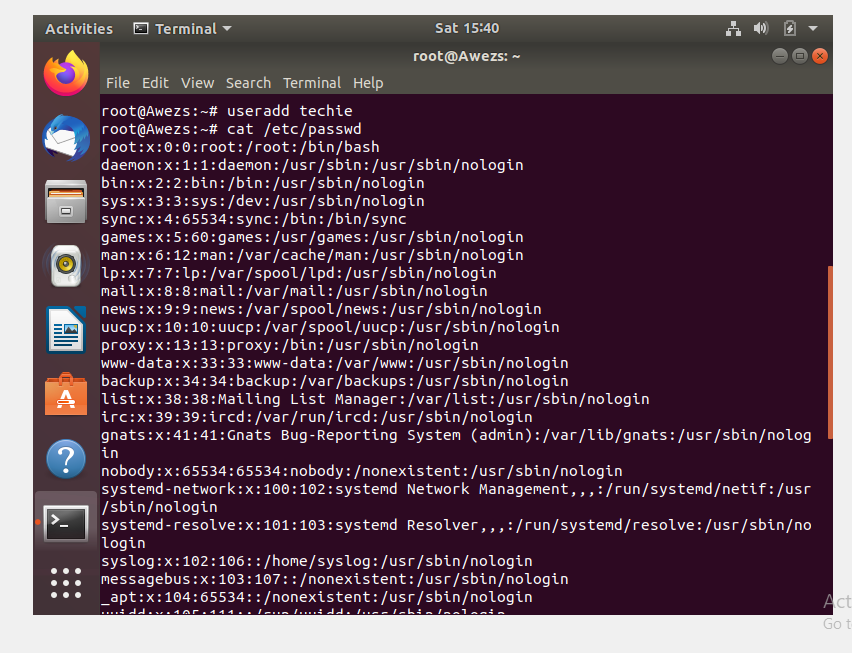 Activities Terminal Sat 15:40
root@Awezs: ~
File Edit View Search Terminal Help
root@Awezs:~# useradd techie
root@Awezs:~# cat /etc/passwd
root:x:0:0:root:/root:/bin/bash
daemon:x:1:1:daemon:/usr/sbin:/usr/sbin/nologin
bin:x:2:2:bin:/bin:/usr/sbin/nologin
sys:x:3:3:sys:/dev:/usr/sbin/nologin
sync:x:4:65534:sync:/bin:/bin/sync
games:x:5:60:games:/usr/games:/usr/sbin/nologin
man:x:6:12:man:/var/cache/man:/usr/sbin/nologin
lp:x:7:7:lp:/var/spool/lpd:/usr/sbin/nologin
mail:x:8:8:mail:/var/mail:/usr/sbin/nologin
news:x:9:9:news:/var/spool/news:/usr/sbin/nologin
uucp:x:10:10:uucp:/var/spool/uucp:/usr/sbin/nologin
proxy:x:13:13:proxy:/bin:/usr/sbin/nologin
www-data:x:33:33:www-data:/var/www:/usr/sbin/nologin
backup:x:34:34:backup:/var/backups:/usr/sbin/nologin
list:x:38:38:Mailing List Manager:/var/list:/usr/sbin/nologin
irc:x:39:39:ircd:/var/run/ircd:/usr/sbin/nologin
gnats:x:41:41:Gnats Bug-Reporting System (admin):/var/lib/gnats:/usr/sbin/nolog
in
nobody:x:65534:65534:nobody:/nonexistent:/usr/sbin/nologin
systemd-network:x:100:102:systemd Network Management,,,:/run/systemd/netif:/usr
/sbin/nologin
systemd-resolve:x:101:103:systemd Resolver,,,:/run/systemd/resolve:/usr/sbin/no
login
syslog:x:102:106::/home/syslog:/usr/sbin/nologin
messagebus:x:103:107::/nonexistent:/usr/sbin/nologin
_apt:x:104:65534::/nonexistent:/usr/sbin/nologin
uuidd:x:105:111::/run/uuidd:/usr/sbin/nologin
Act
Go t